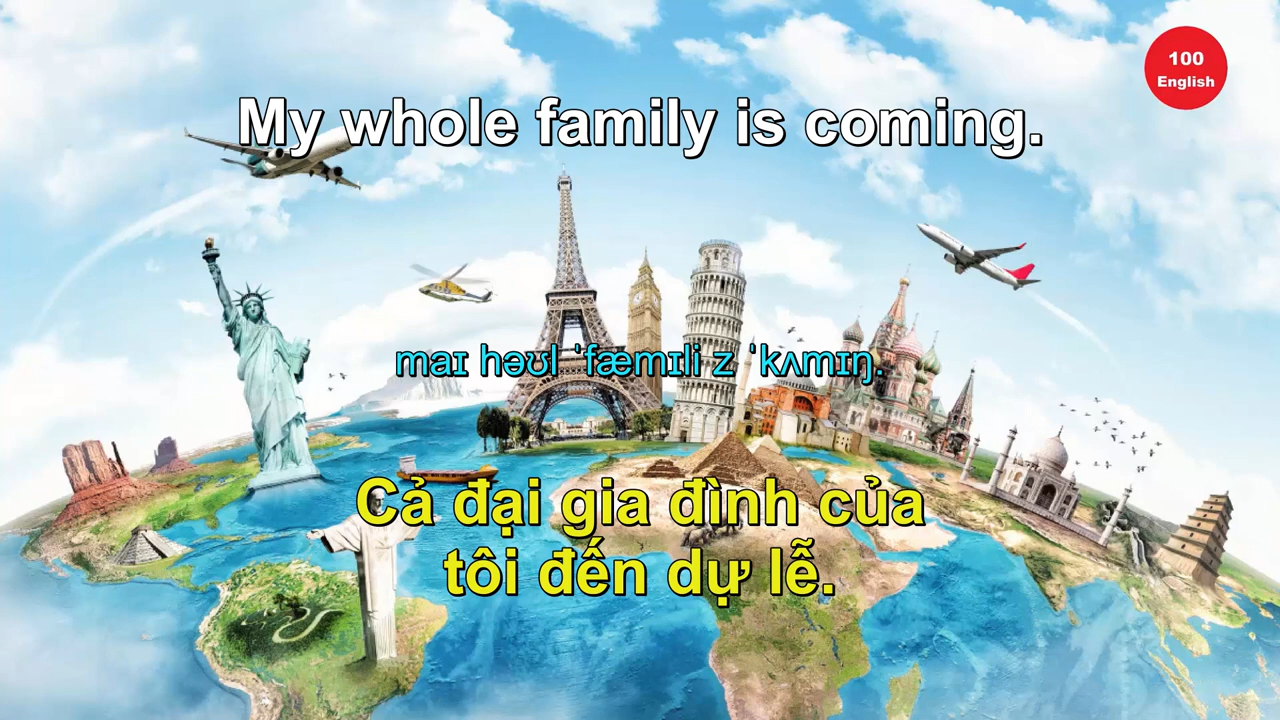 100
English
My whole family is coming.
maɪ həʊl ˈfæmɪli z ˈkʌmɪŋ.
Cả đại gia đình của
tôi đến dự lễ.